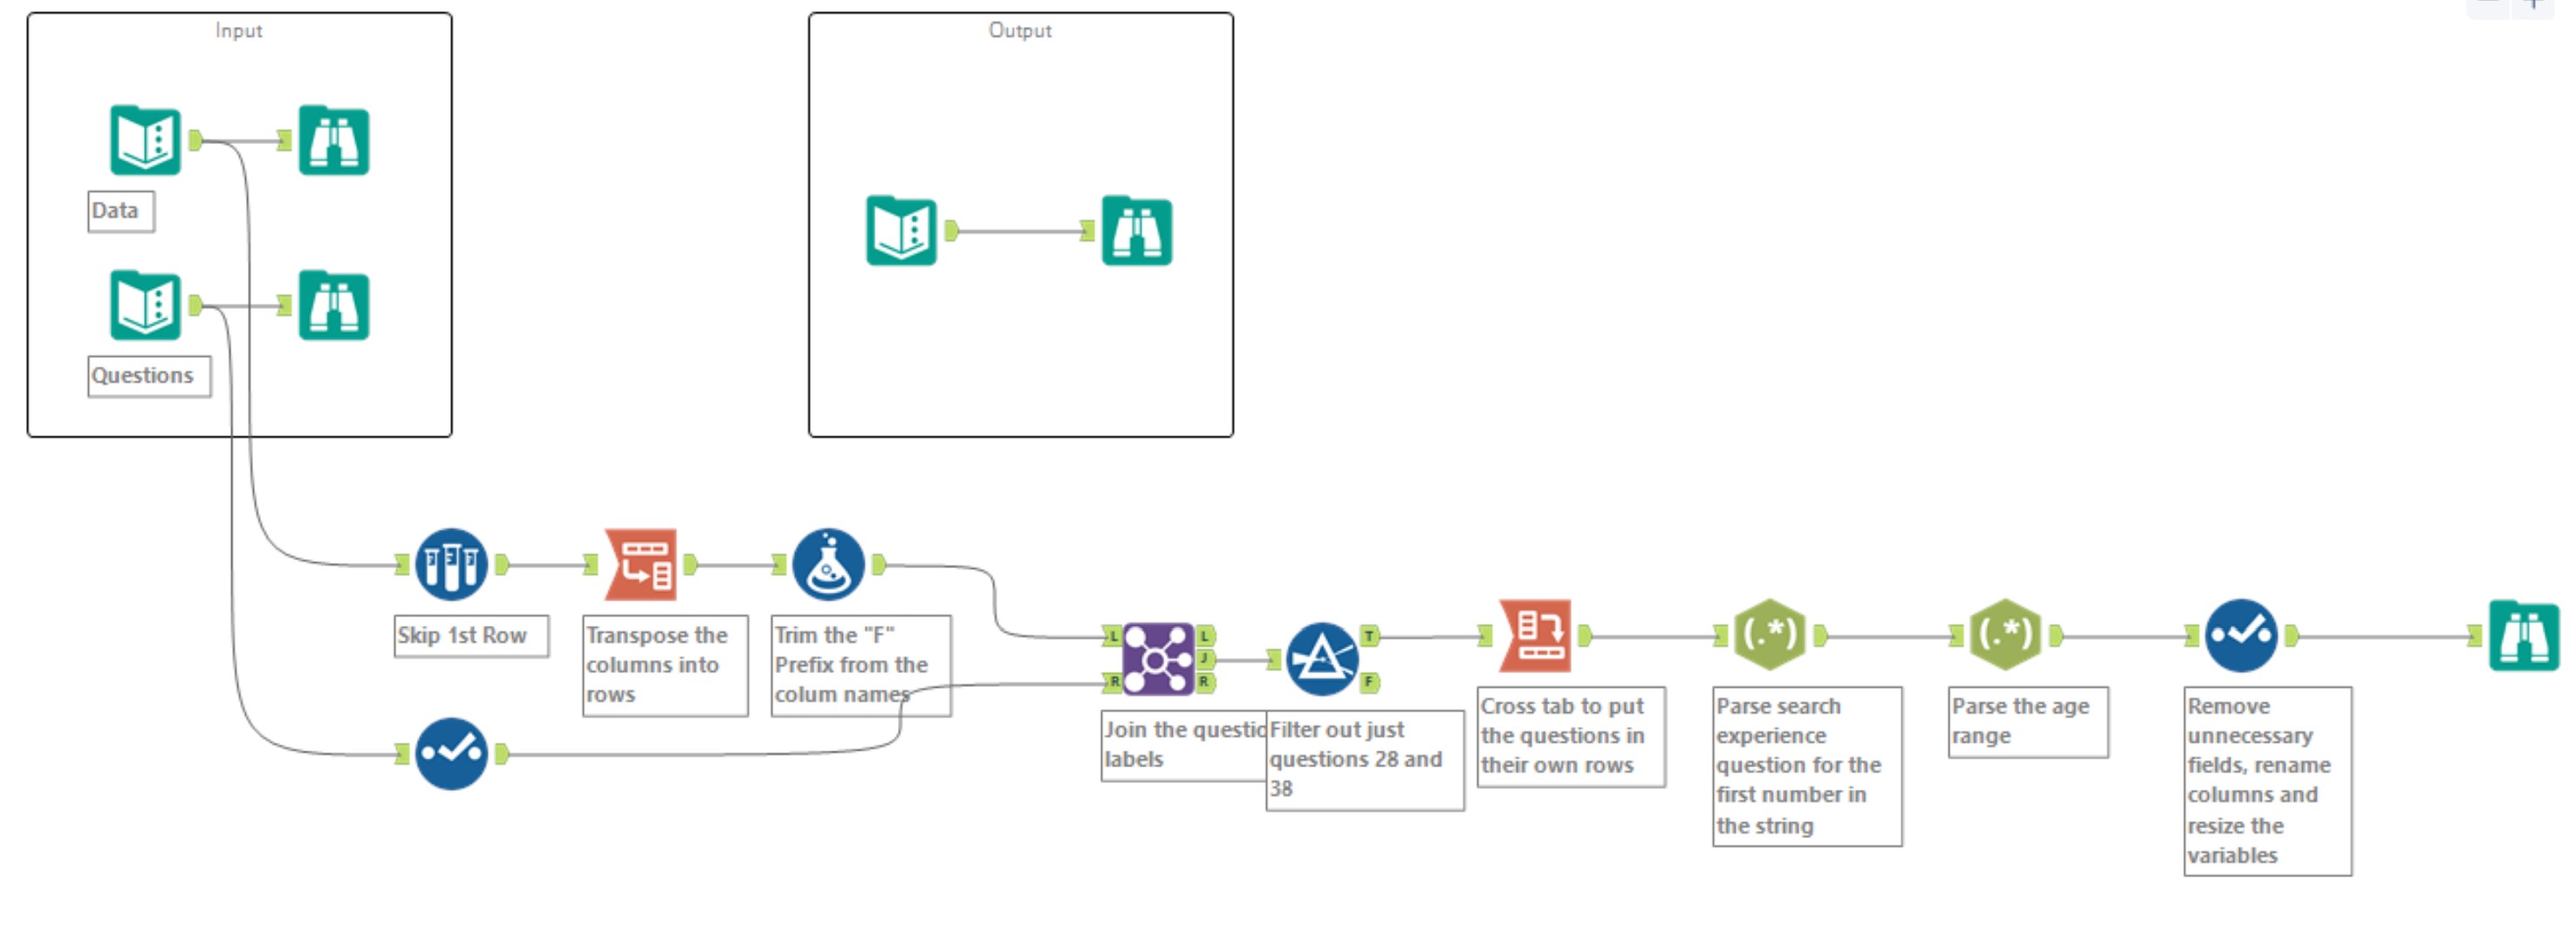 Input
Output
Data
Questions
Skip 1st Row
Transpose the
columns into
rows
Trim the "F"
Prefix from the
colum names
L
R
L
J
R
Join the questio
labels
T
F
Filter out just
questions 28 and
38
Cross tab to put
the questions in
their own rows
(.*)
Parse search
experience
question for the
first number in
the string
(.*)
Parse the age
range
Remove
unnecessary
fields, rename
columns and
resize the
variables